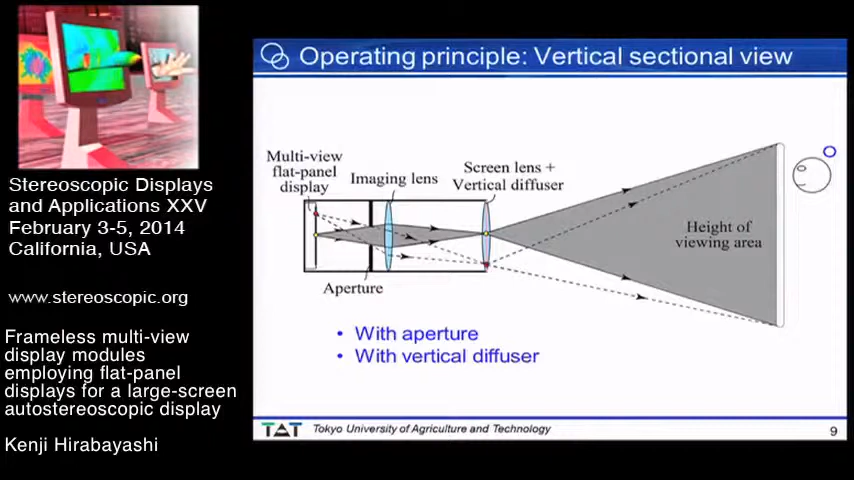 Stereoscopic Displays
and Applications XXV
February 3-5, 2014
California, USA
www.stereoscopic.org
Frameless multi-view
display modules
employing flat-panel
displays for a large-screen
autostereoscopic display
Kenji Hirabayashi
Operating principle: Vertical sectional view
Multi-view
flat-panel
display
Imaging lens
Screen lens +
Vertical diffuser
Height of
viewing area
Aperture
• With aperture
• With vertical diffuser
TAT Tokyo University of Agriculture and Technology
9